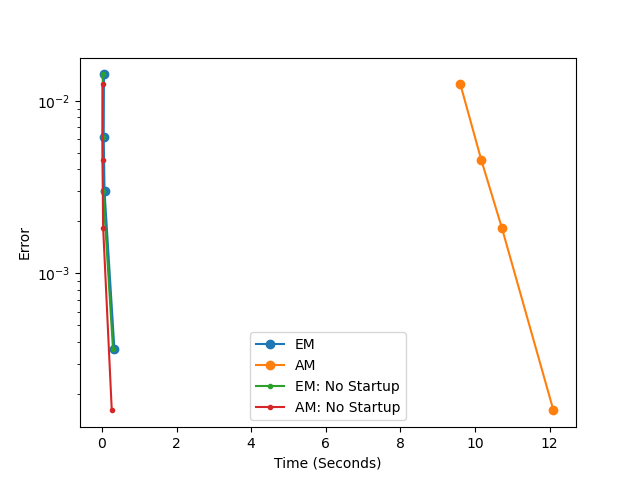 10⁻²
10⁻³
Error
EM
AM
EM: No Startup
AM: No Startup
0 2 4 6 8 10 12
Time (Seconds)